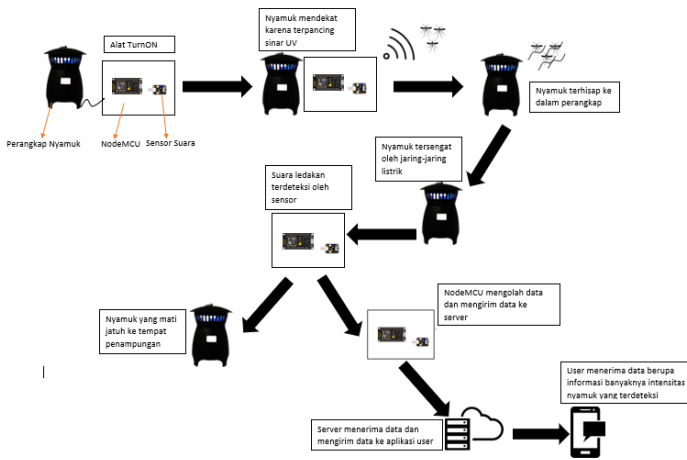 Alat TurnON
Perangkap Nyamuk
NodeMCU
Sensor Suara
Nyamuk mendekat
karena terpancing
sinar UV
Nyamuk terhisap ke
dalam perangkap
Nyamuk tersengat
oleh jaring-jaring
listrik
Suara ledakan
terdeteksi oleh
sensor
Nyamuk yang mati
jatuh ke tempat
penampungan
NodeMCU mengolah data
dan mengirim data ke
server
Server menerima data dan
mengirim data ke aplikasi user
User menerima data berupa
informasi banyaknya intensitas
nyamuk yang terdeteksi